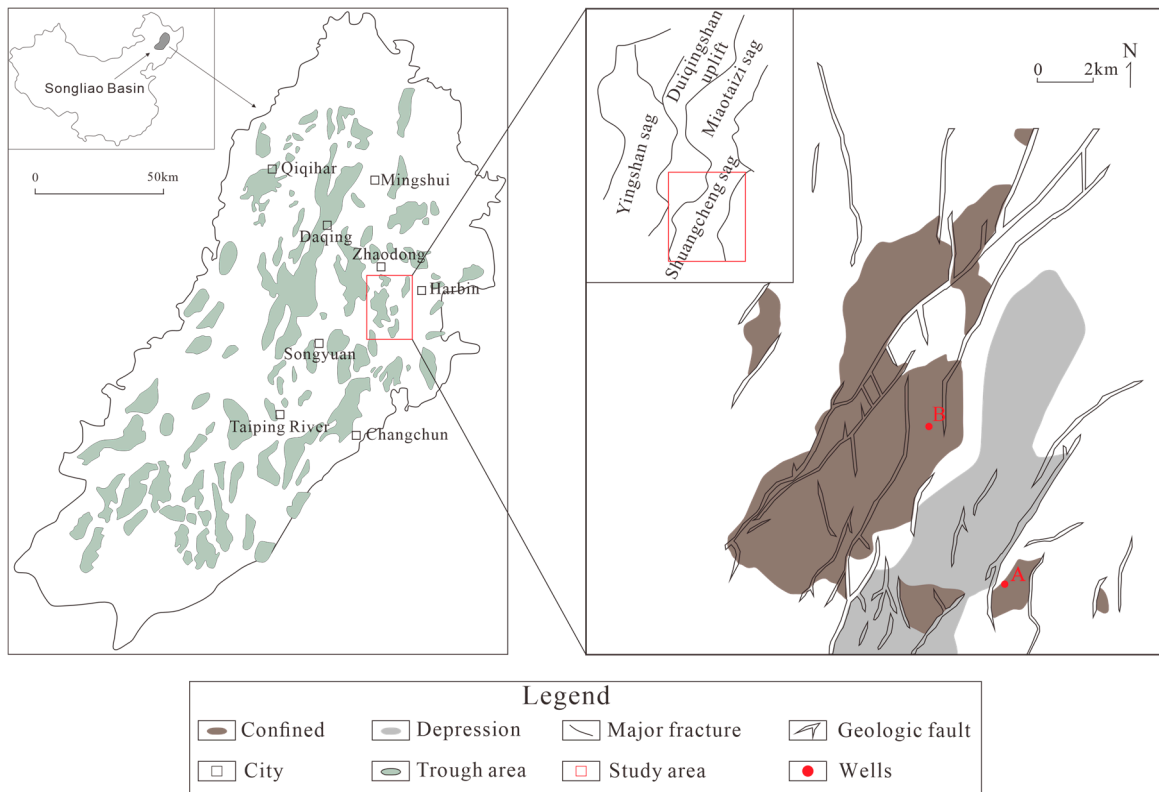 Songliao Basin
0 50km
Qiqihar
Mingshui
Daqing
Zhaodong
Harbin
Songyuan
Taiping River
Changchun
Duiqingshan
uplift
Miaotaizi sag
Yingshan sag
Shuangcheng sag
0 2km
N
B
A
Legend
Confined
Depression
Major fracture
Geologic fault
City
Trough area
Study area
Wells